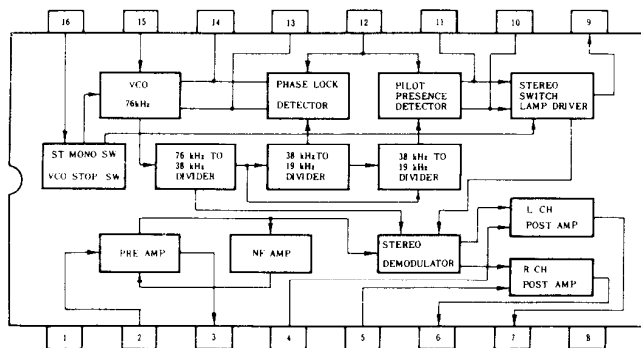 16 15 14 13 12 11 10 9
VCO
76kHz
PHASE LOCK
DETECTOR
PILOT
PRESENCE
DETECTOR
STEREO
SWITCH
LAMP DRIVER
ST MONO SW
VCO STOP SW
76 kHz TO
38 kHz
DIVIDER
38 kHz TO
19 kHz
DIVIDER
38 kHz TO
19 kHz
DIVIDER
L CH
POST AMP
PRE AMP
NF AMP
STEREO
DEMODULATOR
R CH
POST AMP
1 2 3 4 5 6 7 8